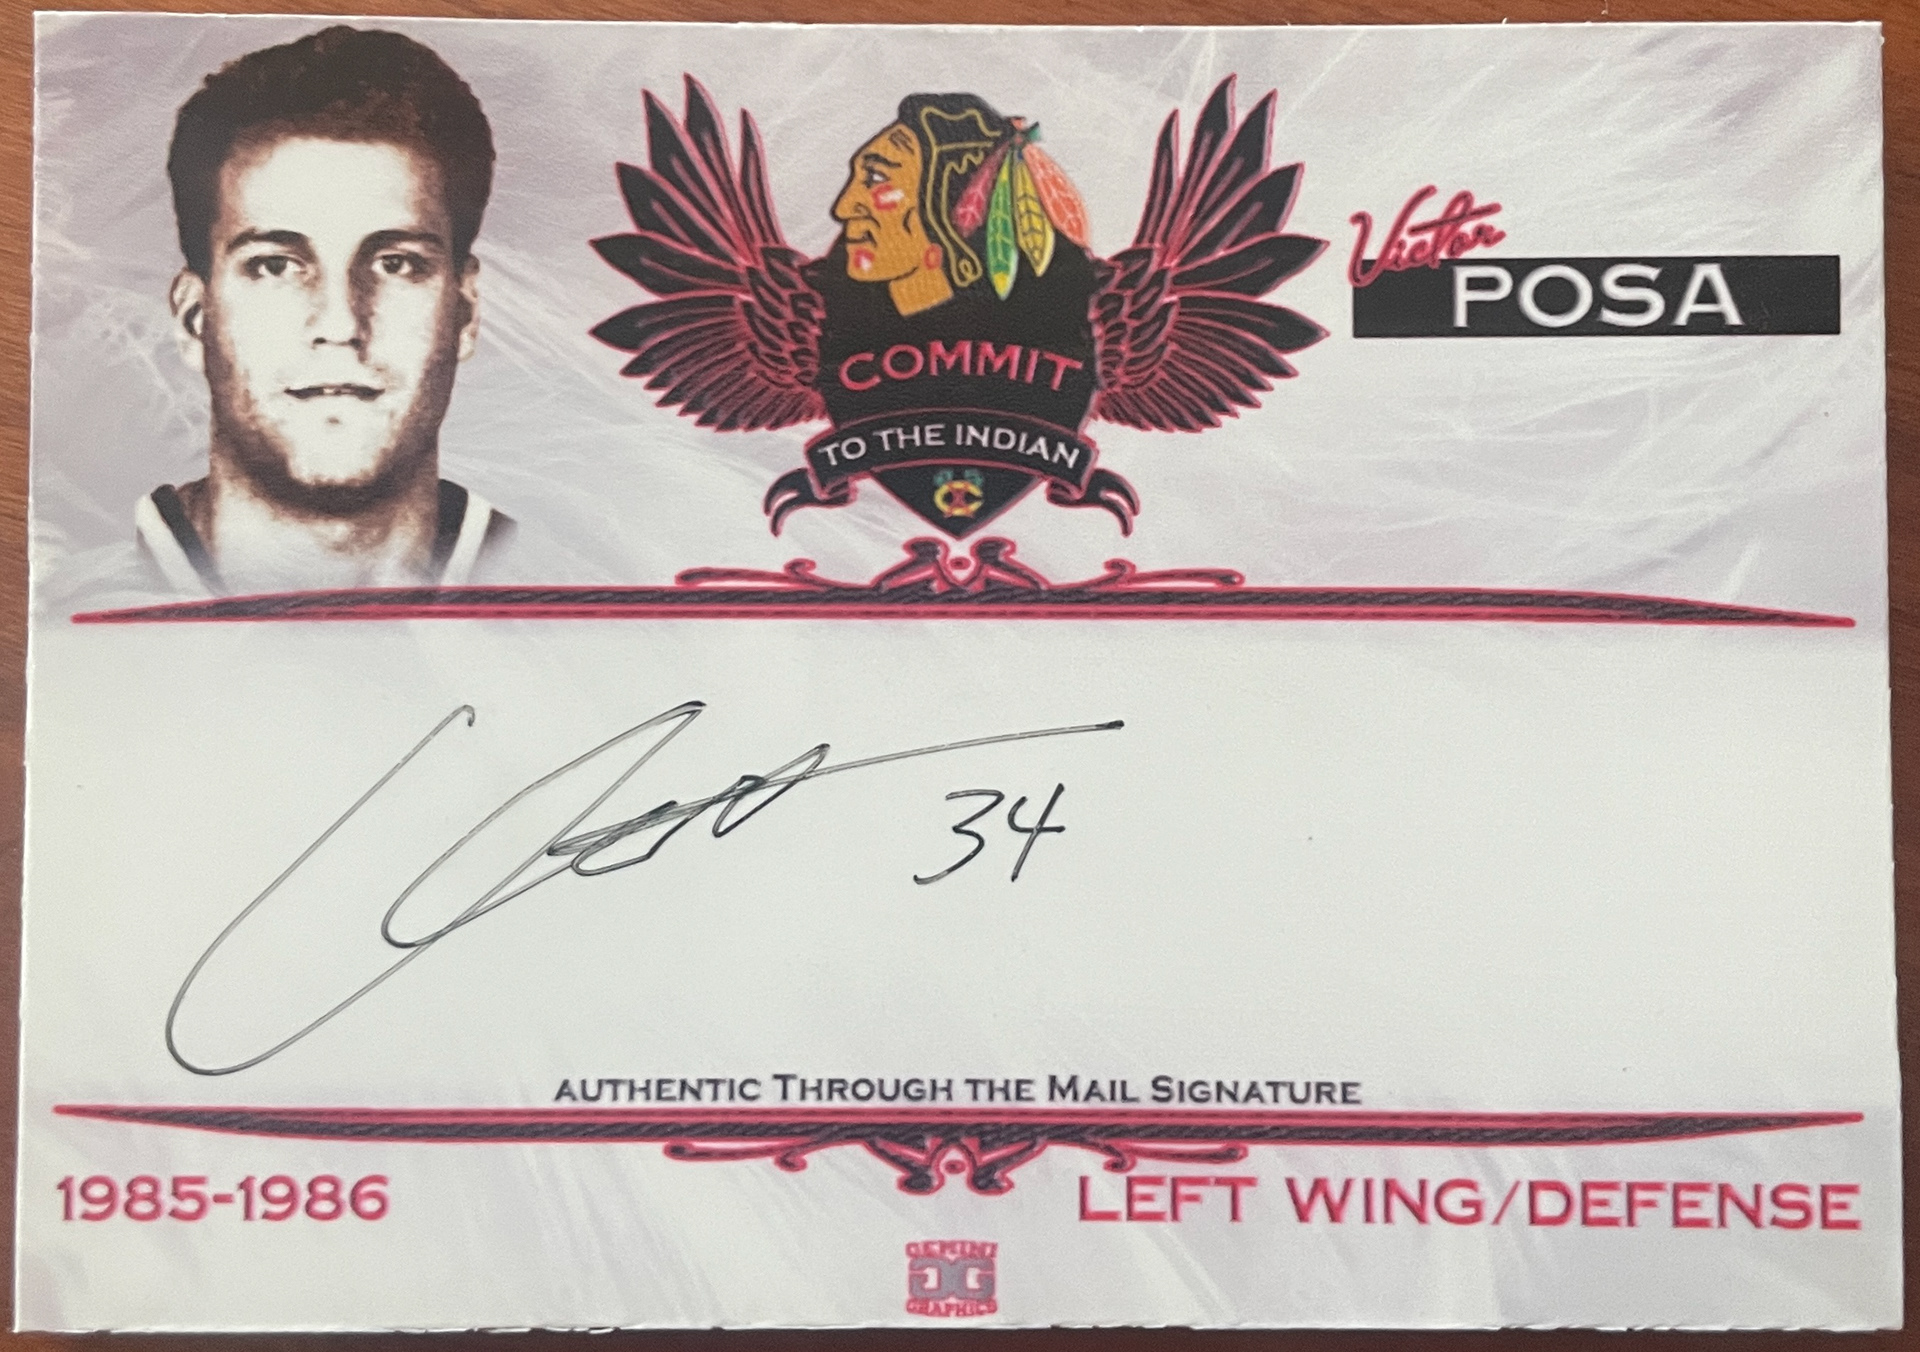 Victor
POSA
COMMIT
TO THE INDIAN
34
AUTHENTIC THROUGH THE MAIL SIGNATURE
1985-1986
LEFT WING/DEFENSE
GEMINI
GG
GRAPHICS